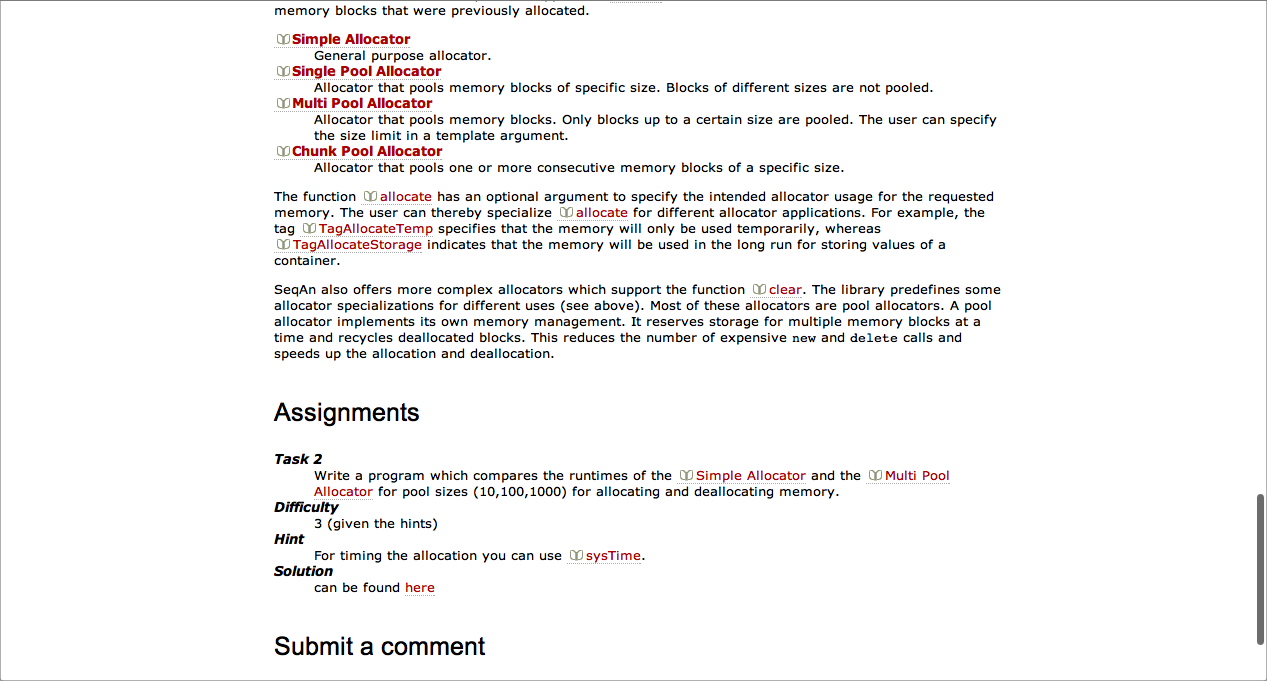 memory blocks that were previously allocated.
Simple Allocator
General purpose allocator.
Single Pool Allocator
Allocator that pools memory blocks of specific size. Blocks of different sizes are not pooled.
Multi Pool Allocator
Allocator that pools memory blocks. Only blocks up to a certain size are pooled. The user can specify
the size limit in a template argument.
Chunk Pool Allocator
Allocator that pools one or more consecutive memory blocks of a specific size.
The function allocate has an optional argument to specify the intended allocator usage for the requested
memory. The user can thereby specialize allocate for different allocator applications. For example, the
tag TagAllocateTemp specifies that the memory will only be used temporarily, whereas
TagAllocateStorage indicates that the memory will be used in the long run for storing values of a
container.
SeqAn also offers more complex allocators which support the function clear. The library predefines some
allocator specializations for different uses (see above). Most of these allocators are pool allocators. A pool
allocator implements its own memory management. It reserves storage for multiple memory blocks at a
time and recycles deallocated blocks. This reduces the number of expensive new and delete calls and
speeds up the allocation and deallocation.
Assignments
Task 2
Write a program which compares the runtimes of the Simple Allocator and the Multi Pool
Allocator for pool sizes (10,100,1000) for allocating and deallocating memory.
Difficulty
3 (given the hints)
Hint
For timing the allocation you can use sysTime.
Solution
can be found here
Submit a comment